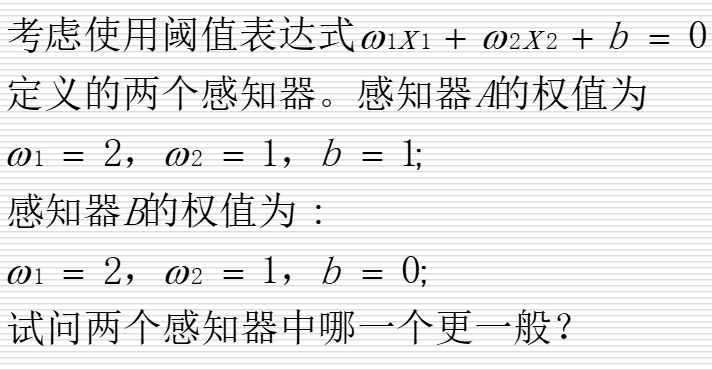 考虑使用阈值表达式ω1x1 + ω2x2 + b = 0
定义的两个感知器。感知器A的权值为
ω1 = 2，ω2 = 1，b = 1;
感知器B的权值为：
ω1 = 2，ω2 = 1，b = 0;
试问两个感知器中哪一个更一般？